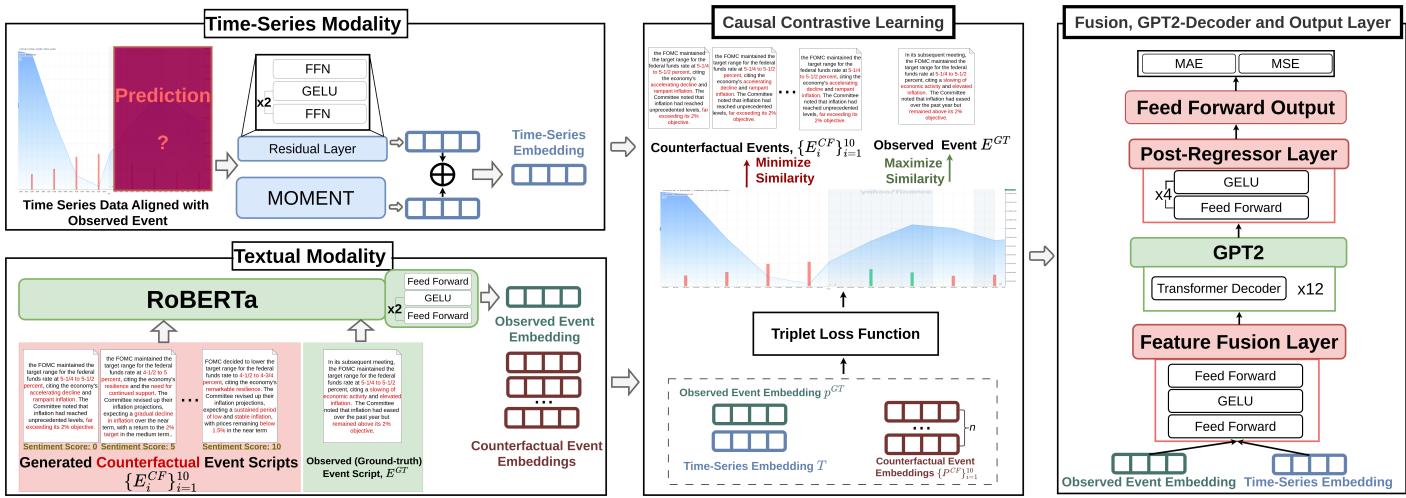 Time-Series Modality
Prediction
?
FFN
GELU
FFN
x2
Residual Layer
MOMENT
Time-Series
Embedding
Time Series Data Aligned with
Observed Event
Textual Modality
RoBERTa
Feed Forward
GELU
Feed Forward
x2
Observed Event
Embedding
Counterfactual Event
Embeddings
the FOMC maintained the
target range for the federal
funds rate at 5-1/4 to 5-1/2
percent, citing the economy's
accelerating decline and
rampant inflation. The
Committee noted that
inflation had reached
unprecedented levels, far
exceeding its 2% objective.
Sentiment Score: 0
the FOMC maintained the
target range for the federal
funds rate at 4-1/2 to 5
percent, citing the economy's
resilience and the need for
continued support. The
Committee revised up their
inflation projections,
expecting a gradual decline
in inflation over the near
term, with a return to the 2%
target in the medium term..
Sentiment Score: 5
...
FOMC decided to lower the
target range for the federal
funds rate to 4-1/2 to 4-3/4
percent, citing the economy's
remarkable resilience. The
Committee revised up their
inflation projections,
expecting a sustained period
of low and stable inflation,
with prices remaining below
1.5% in the near term
Sentiment Score: 10
Generated Counterfactual Event Scripts
{E_i^{CF}}_{i=1}^{10}
In its subsequent meeting,
the FOMC maintained the
target range for the federal
funds rate at 5-1/4 to 5-1/2
percent, citing a slowing of
economic activity and elevated
inflation. The Committee
noted that inflation had eased
over the past year but
remained above its 2%
objective.
Observed (Ground-truth)
Event Script, E^{GT}
Causal Contrastive Learning
the FOMC maintained
the target range for the
federal funds rate at 5-1/4
to 5-1/2 percent, citing
the economy's
accelerating decline and
rampant inflation. The
Committee noted that
inflation had reached
unprecedented levels, far
exceeding its 2%
objective.
the FOMC maintained
the target range for the
federal funds rate at 5-1/4
to 5-1/2 percent, citing
the economy's
accelerating decline and
rampant inflation. The
Committee noted that
inflation had reached
unprecedented levels,
far exceeding its 2%
objective.
...
the FOMC maintained
the target range for the
federal funds rate at 5-1/4
to 5-1/2 percent, citing
the economy's
accelerating decline and
rampant inflation. The
Committee noted that
inflation had reached
unprecedented levels,
far exceeding its 2%
objective.
In its subsequent meeting,
the FOMC maintained the
target range for the federal
funds rate at 5-1/4 to 5-1/2
percent, citing a slowing of
economic activity and elevated
inflation. The Committee
noted that inflation had eased
over the past year but
remained above its 2%
objective.
Counterfactual Events, {E_i^{CF}}_{i=1}^{10}
Observed Event E^{GT}
Minimize
Similarity
Maximize
Similarity
yahoo/finance
Triplet Loss Function
Observed Event Embedding p^{GT}
Time-Series Embedding T
...
n
Counterfactual Event
Embeddings {P^{CF}}_{i=1}^{10}
Fusion, GPT2-Decoder and Output Layer
MAE
MSE
Feed Forward Output
Post-Regressor Layer
x4
GELU
Feed Forward
GPT2
Transformer Decoder
x12
Feature Fusion Layer
Feed Forward
GELU
Feed Forward
Observed Event Embedding
Time-Series Embedding